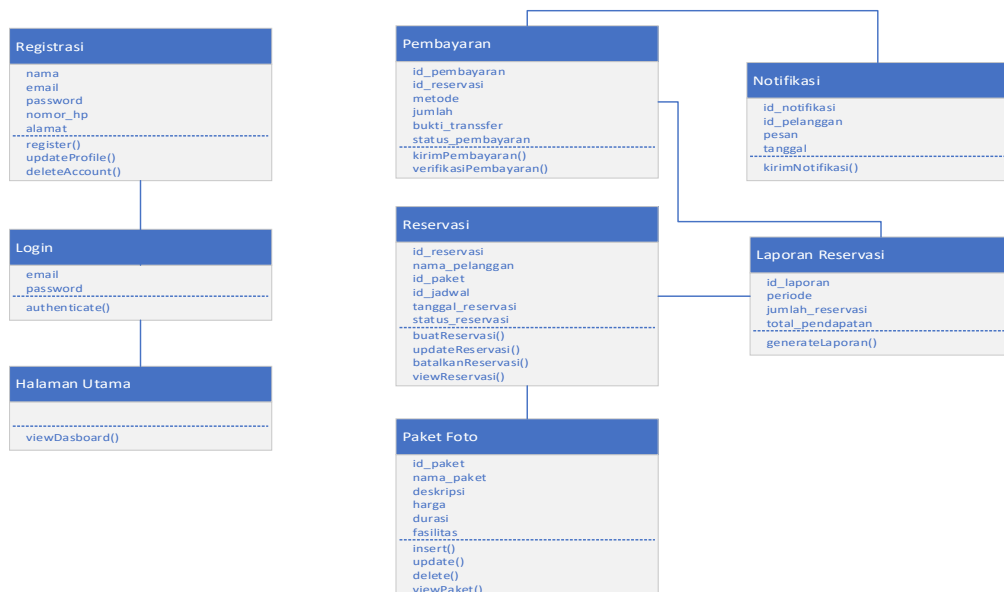 Registrasi
nama
email
password
nomor_hp
alamat
register()
updateProfile()
deleteAccount()
Login
email
password
authenticate()
Halaman Utama
viewDasboard()
Pembayaran
id_pembayaran
id_reservasi
metode
jumlah
bukti_transsfer
status_pembayaran
kirimPembayaran()
verifikasiPembayaran()
Reservasi
id_reservasi
nama_pelanggan
id_paket
id_jadwal
tanggal_reservasi
status_reservasi
buatReservasi()
updateReservasi()
batalkanReservasi()
viewReservasi()
Paket Foto
id_paket
nama_paket
deskripsi
harga
durasi
fasilitas
insert()
update()
delete()
viewPaket()
Notifikasi
id_notifikasi
id_pelanggan
pesan
tanggal
kirimNotifikasi()
Laporan Reservasi
id_laporan
periode
jumlah_reservasi
total_pendapatan
generateLaporan()